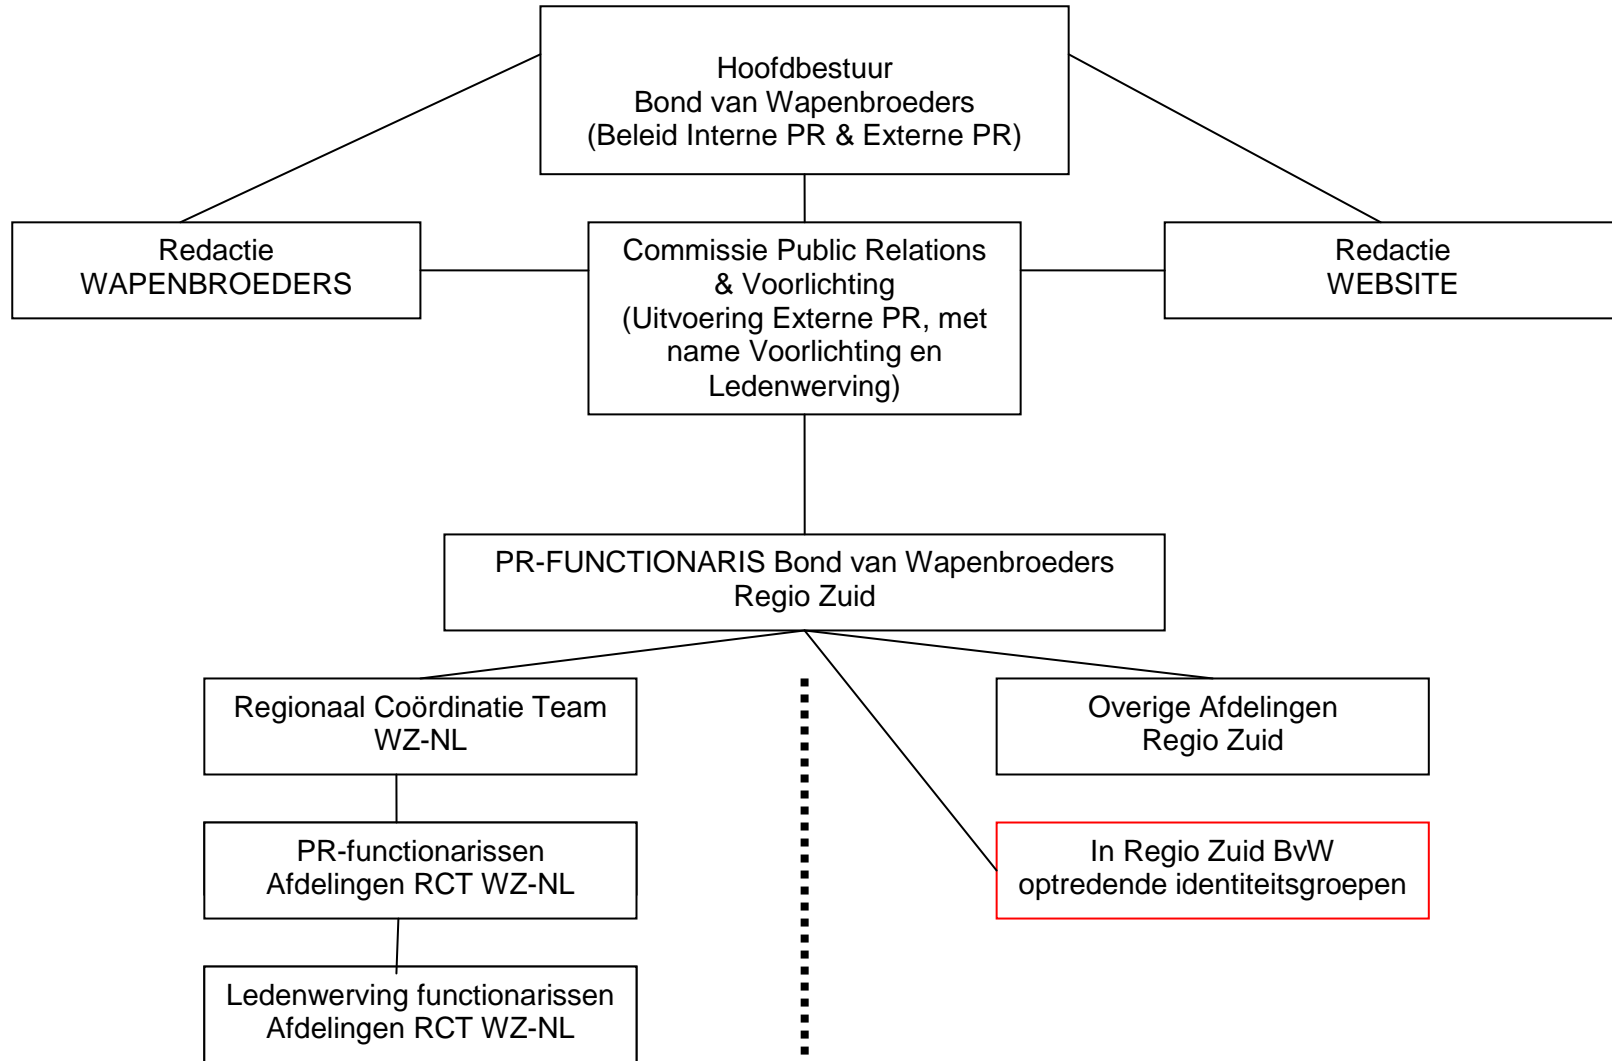 Hoofdbestuur
Bond van Wapenbroeders
(Beleid Interne PR & Externe PR)
Redactie
WAPENBROEDERS
Commissie Public Relations
& Voorlichting
(Uitvoering Externe PR, met
name Voorlichting en
Ledenwerving)
Redactie
WEBSITE
PR-FUNCTIONARIS Bond van Wapenbroeders
Regio Zuid
Regionaal Coördinatie Team
WZ-NL
Overige Afdelingen
Regio Zuid
PR-functionarissen
Afdelingen RCT WZ-NL
In Regio Zuid BvW
optredende identiteitsgroepen
Ledenwerving functionarissen
Afdelingen RCT WZ-NL